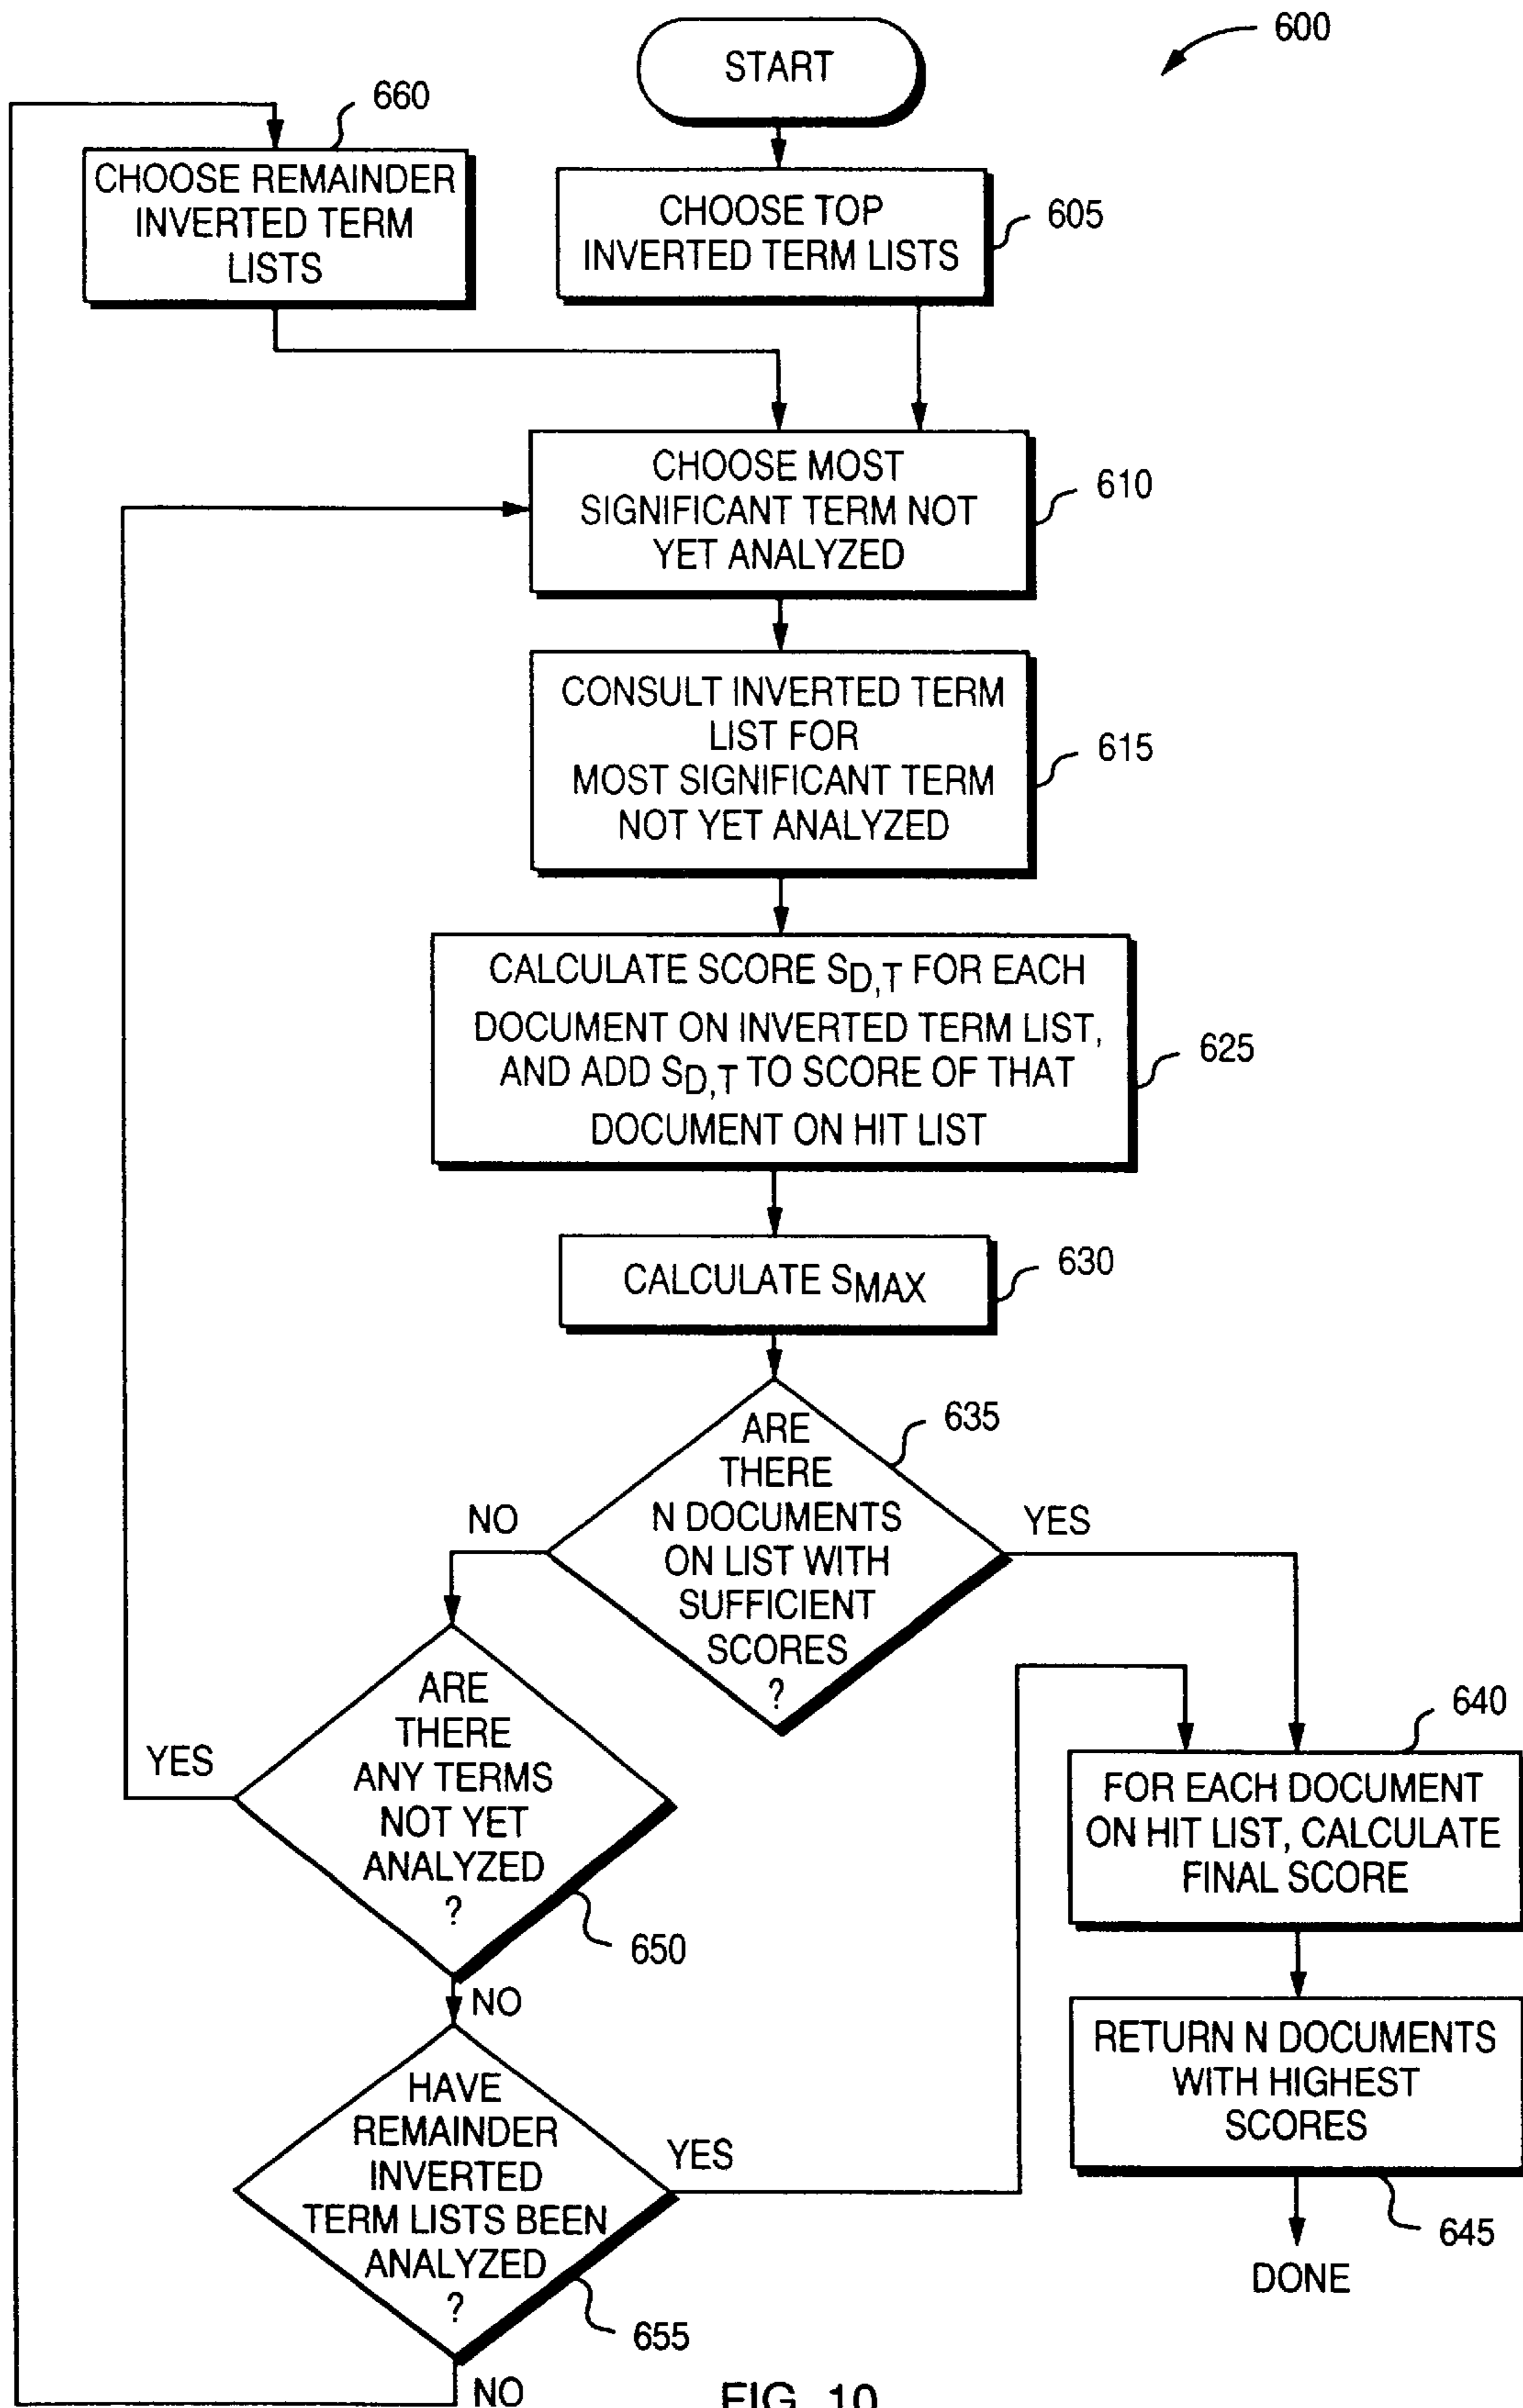 600
START
660
CHOOSE REMAINDER
INVERTED TERM
LISTS
CHOOSE TOP
INVERTED TERM LISTS
605
CHOOSE MOST
SIGNIFICANT TERM NOT
YET ANALYZED
610
CONSULT INVERTED TERM
LIST FOR
MOST SIGNIFICANT TERM
NOT YET ANALYZED
615
CALCULATE SCORE SD,T FOR EACH
DOCUMENT ON INVERTED TERM LIST,
AND ADD SD,T TO SCORE OF THAT
DOCUMENT ON HIT LIST
625
CALCULATE SMAX
630
ARE
THERE
N DOCUMENTS
ON LIST WITH
SUFFICIENT
SCORES
?
635
NO
YES
ARE
THERE
ANY TERMS
NOT YET
ANALYZED
?
650
YES
NO
640
FOR EACH DOCUMENT
ON HIT LIST, CALCULATE
FINAL SCORE
RETURN N DOCUMENTS
WITH HIGHEST
SCORES
645
DONE
HAVE
REMAINDER
INVERTED
TERM LISTS BEEN
ANALYZED
?
655
YES
NO
FIG. 10